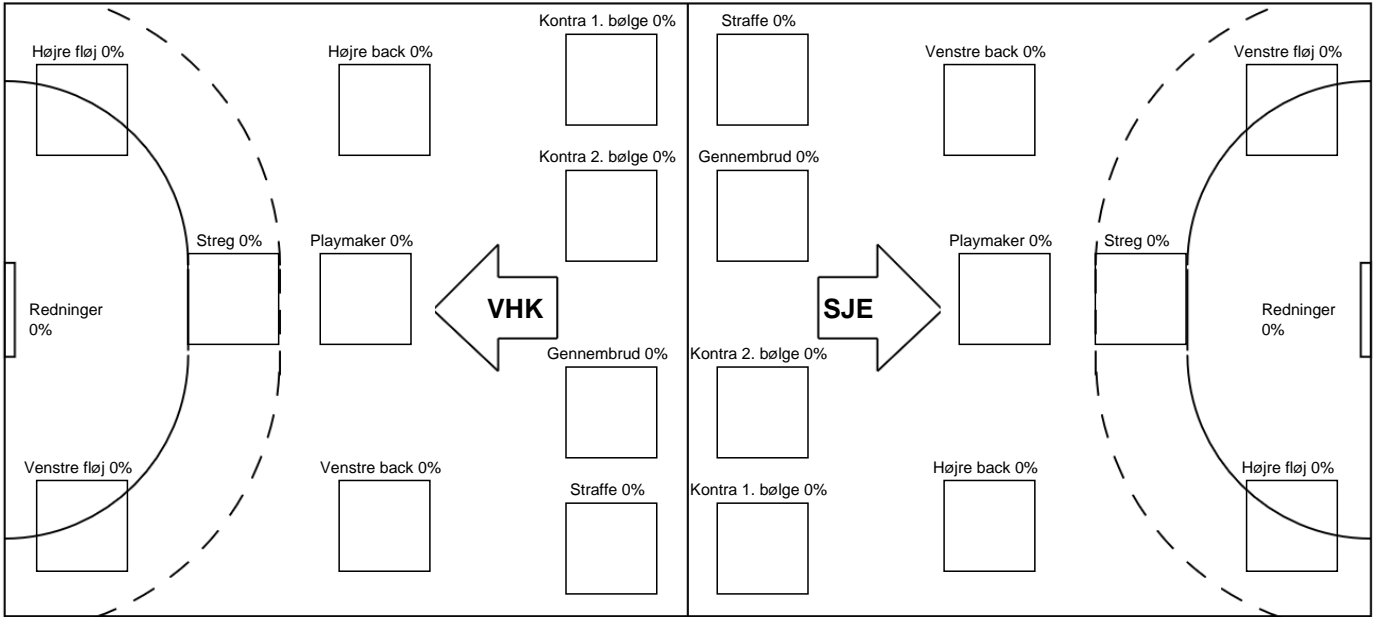 Kontra 1. bølge 0%
Straffe 0%
Højre fløj 0%
Højre back 0%
Venstre back 0%
Venstre fløj 0%
Kontra 2. bølge 0%
Gennembrud 0%
Streg 0%
Playmaker 0%
Playmaker 0%
Streg 0%
Redninger
0%
VHK
SJE
Redninger
0%
Gennembrud 0%
Kontra 2. bølge 0%
Venstre fløj 0%
Venstre back 0%
Straffe 0%
Kontra 1. bølge 0%
Højre back 0%
Højre fløj 0%